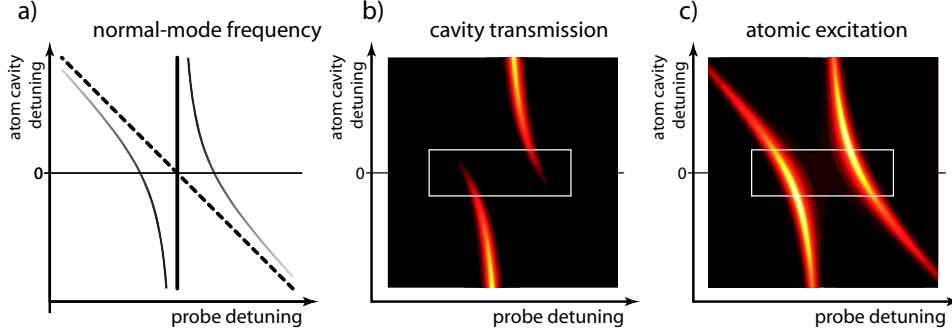 a)
normal-mode frequency
atom cavity
detuning
0
probe detuning
b)
cavity transmission
atom cavity
detuning
0
probe detuning
c)
atomic excitation
atom cavity
detuning
0
probe detuning